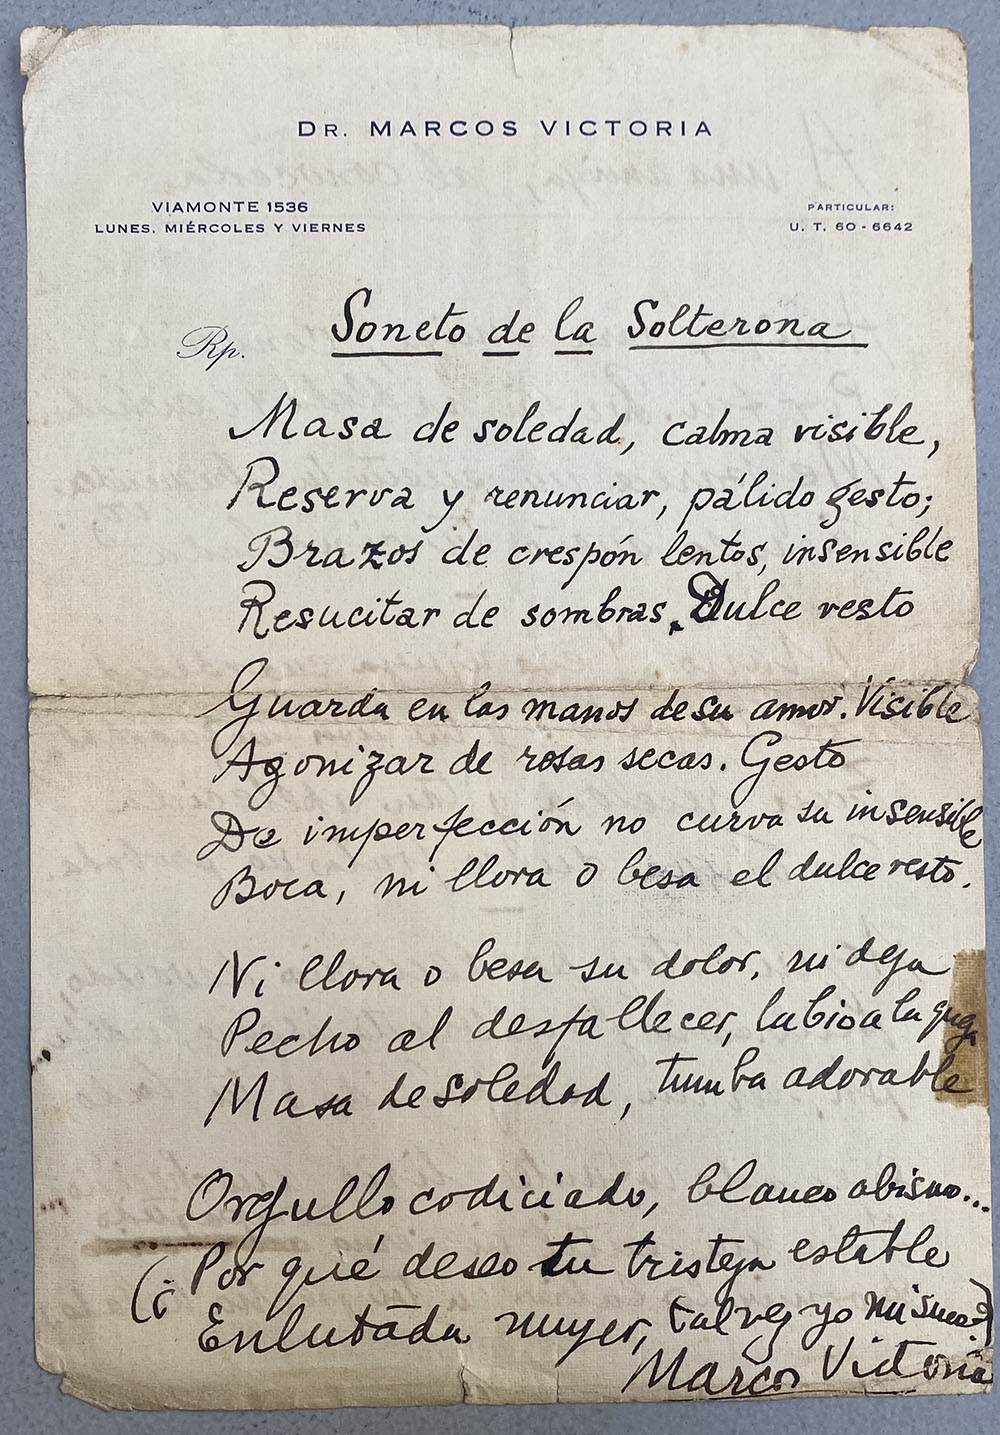 DR. MARCOS VICTORIA
VIAMONTE 1536
LUNES, MIÉRCOLES Y VIERNES
PARTICULAR:
U. T. 60 - 6642
Rp.
Soneto de la Solterona
Masa de soledad, calma visible,
Reserva y renunciar, pálido gesto;
Brazos de crespón lentos, insensible
Resucitar de sombras. Dulce resto
Guarda en las manos de su amor. Visible
Agonizar de rosas secas. Gesto
De imperfección no curva su insensible
Boca, ni llora o besa el dulce resto.
Ni llora o besa su dolor, ni deja
Pecho al desfallecer, labio a la queja
Masa de soledad, tumba adorable
Orgullo codiciado, blanco abismo...
(¿Por qué deseo tu tristeza estable
Enlutada mujer, tal vez yo mismo?)
Marcos Victoria